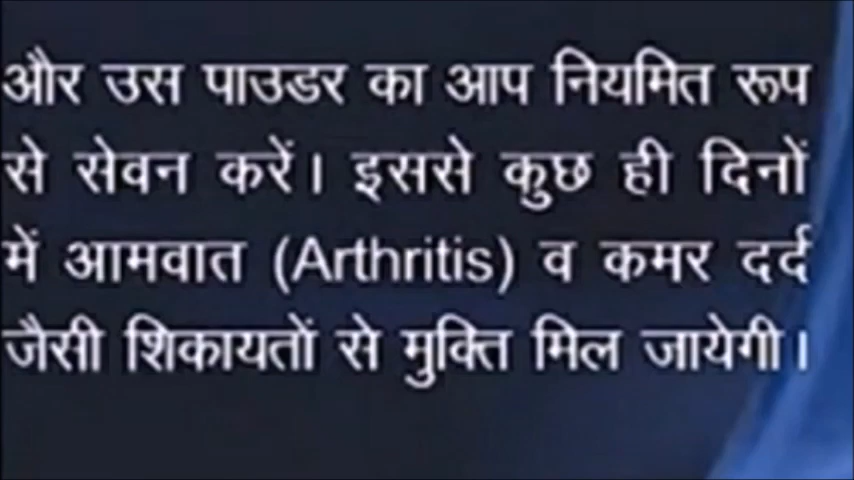 और उस पाउडर का आप नियमित रूप
से सेवन करें। इससे कुछ ही दिनों
में आमवात (Arthritis) व कमर दर्द
जैसी शिकायतों से मुक्ति मिल जायेगी।